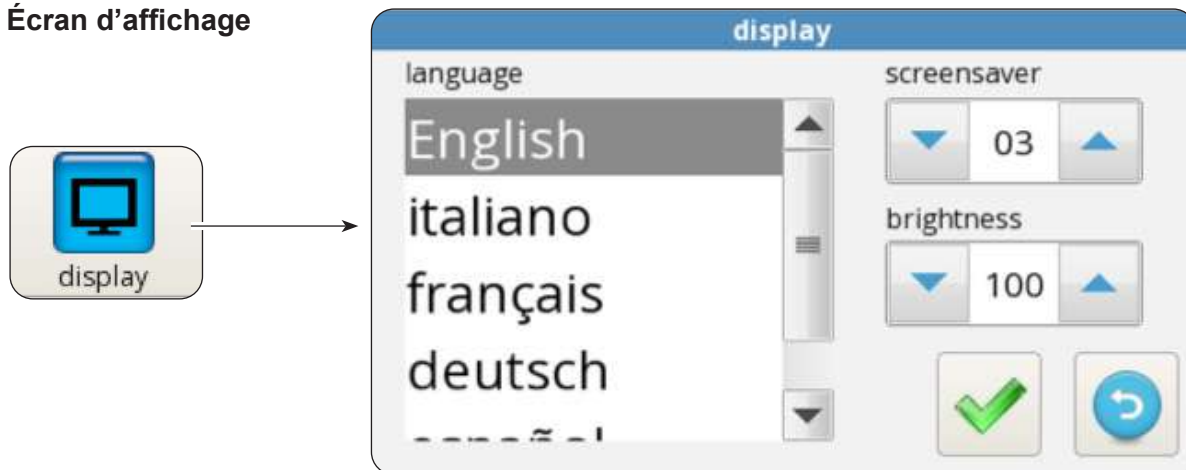 Écran d’affichage
display
display
language
English
italiano
français
deutsch
screensaver
03
brightness
100